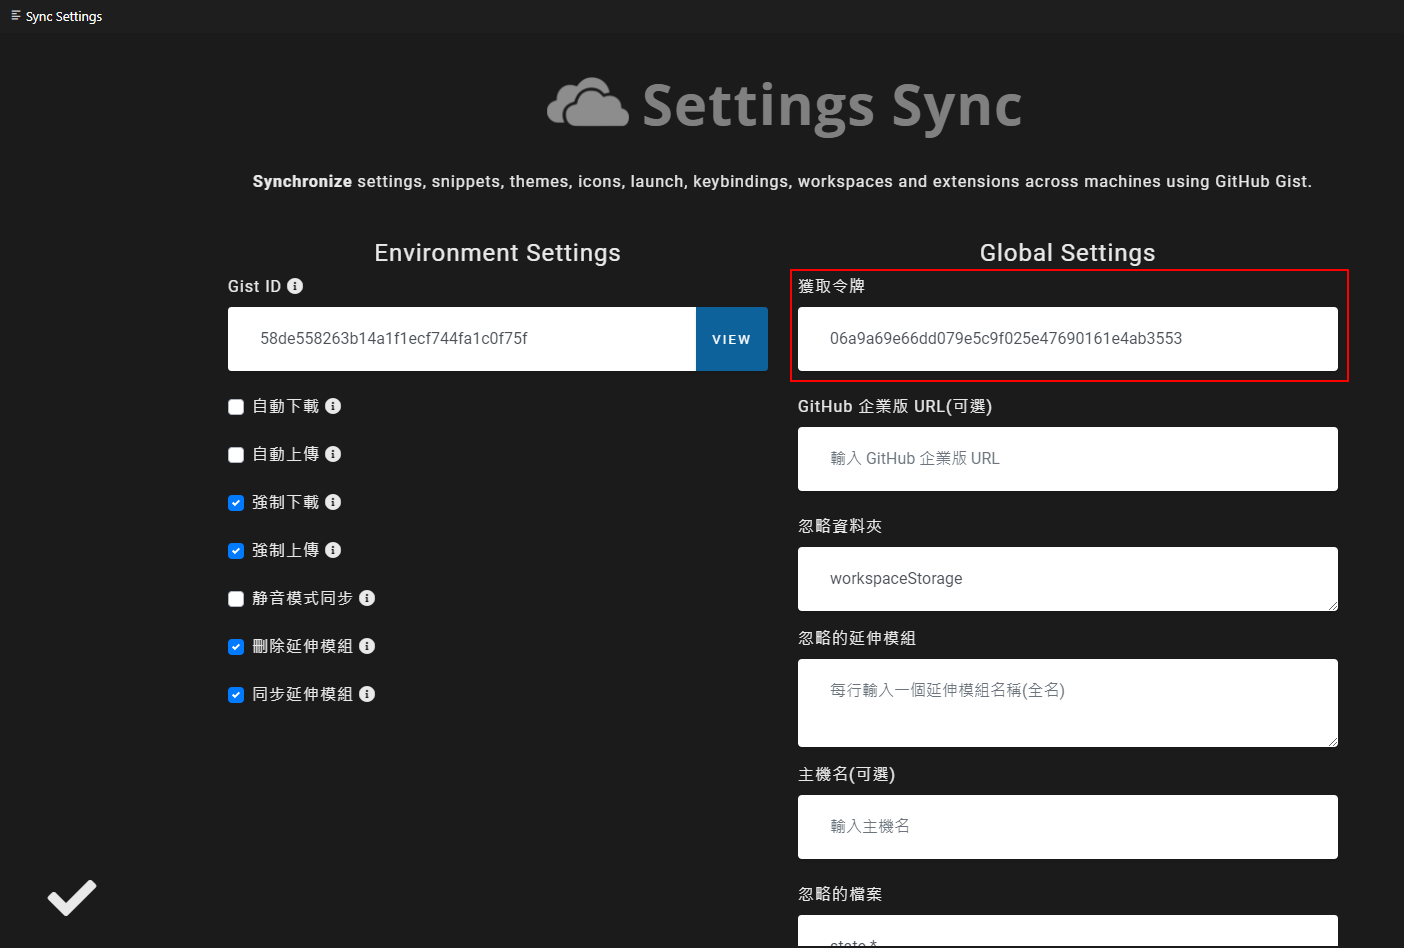 Sync Settings
Settings Sync
Synchronize settings, snippets, themes, icons, launch, keybindings, workspaces and extensions across machines using GitHub Gist.
Environment Settings
Gist ID
58de558263b14a1f1ecf744fa1c0f75f
VIEW
自動下載
自動上傳
強制下載
強制上傳
静音模式同步
刪除延伸模組
同步延伸模組
Global Settings
獲取令牌
06a9a69e66dd079e5c9f025e47690161e4ab3553
GitHub 企業版 URL(可選)
輸入 GitHub 企業版 URL
忽略資料夾
workspaceStorage
忽略的延伸模組
每行輸入一個延伸模組名稱(全名)
主機名(可選)
輸入主機名
忽略的檔案
state.*